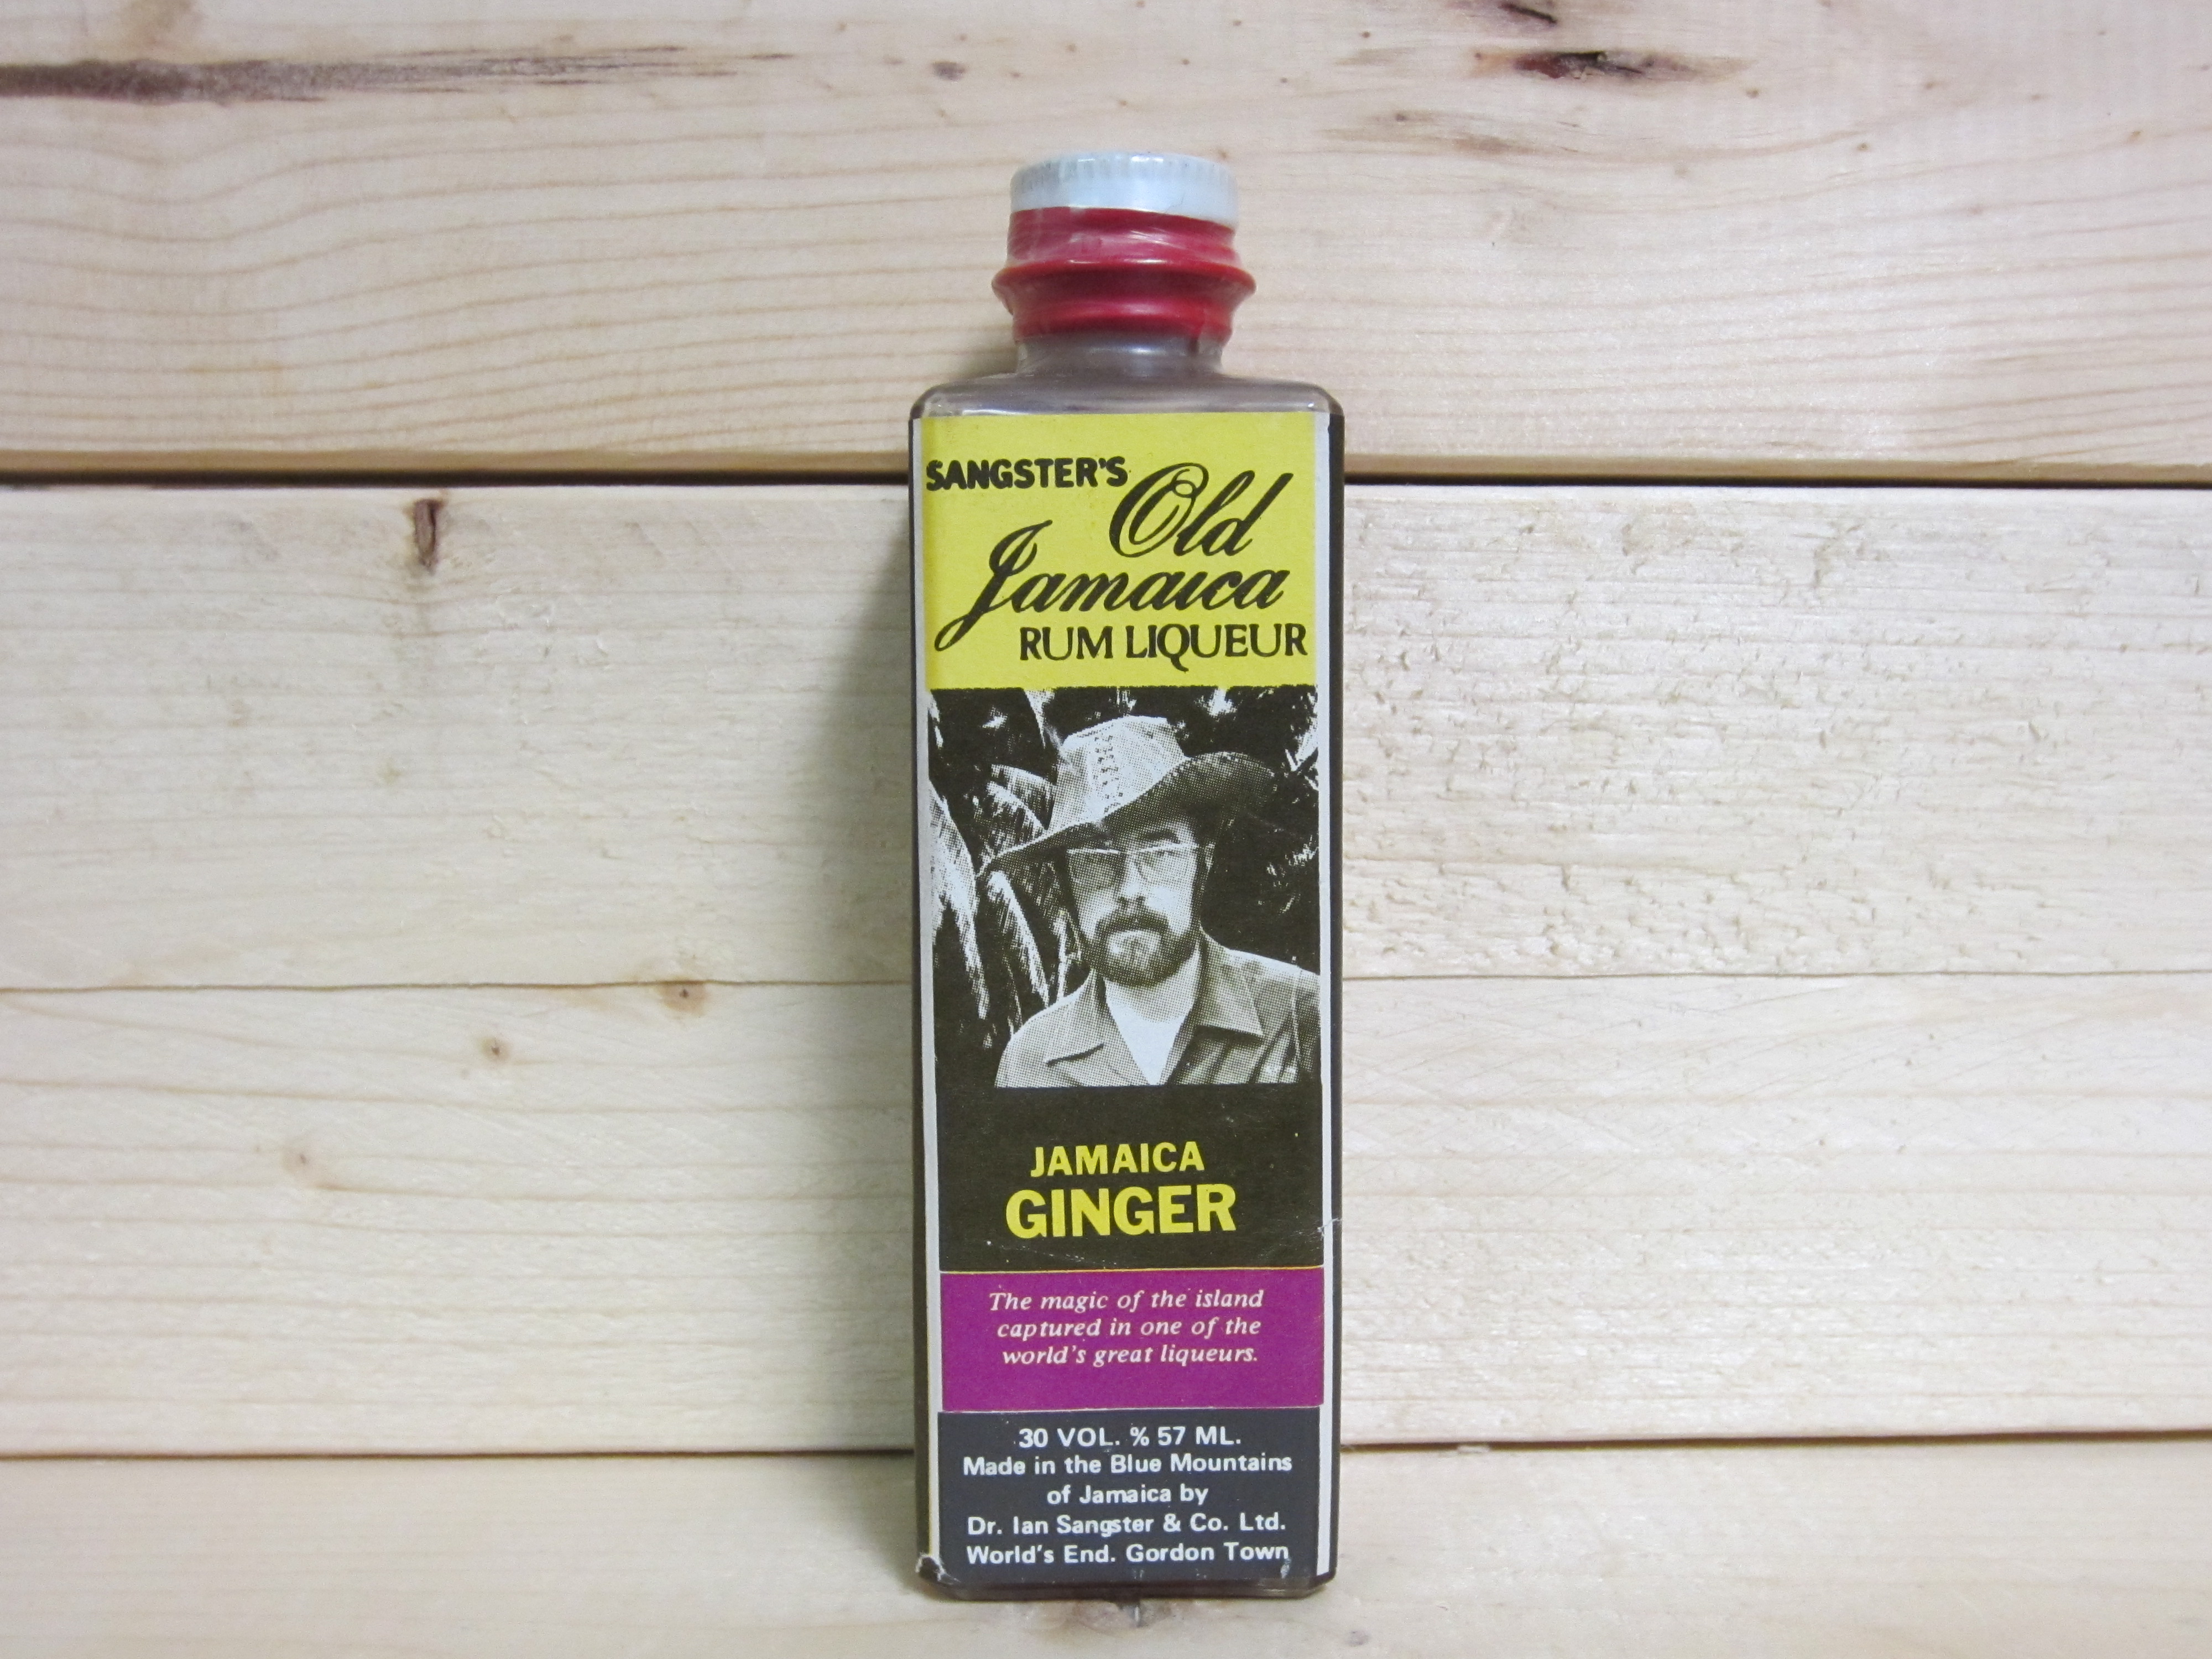 SANGSTER'S Old
Jamaica
RUM LIQUEUR
JAMAICA
GINGER
The magic of the island
captured in one of the
world's great liqueurs.
30 VOL. % 57 ML.
Made in the Blue Mountains
of Jamaica by
Dr. Ian Sangster & Co. Ltd.
World's End. Gordon Town